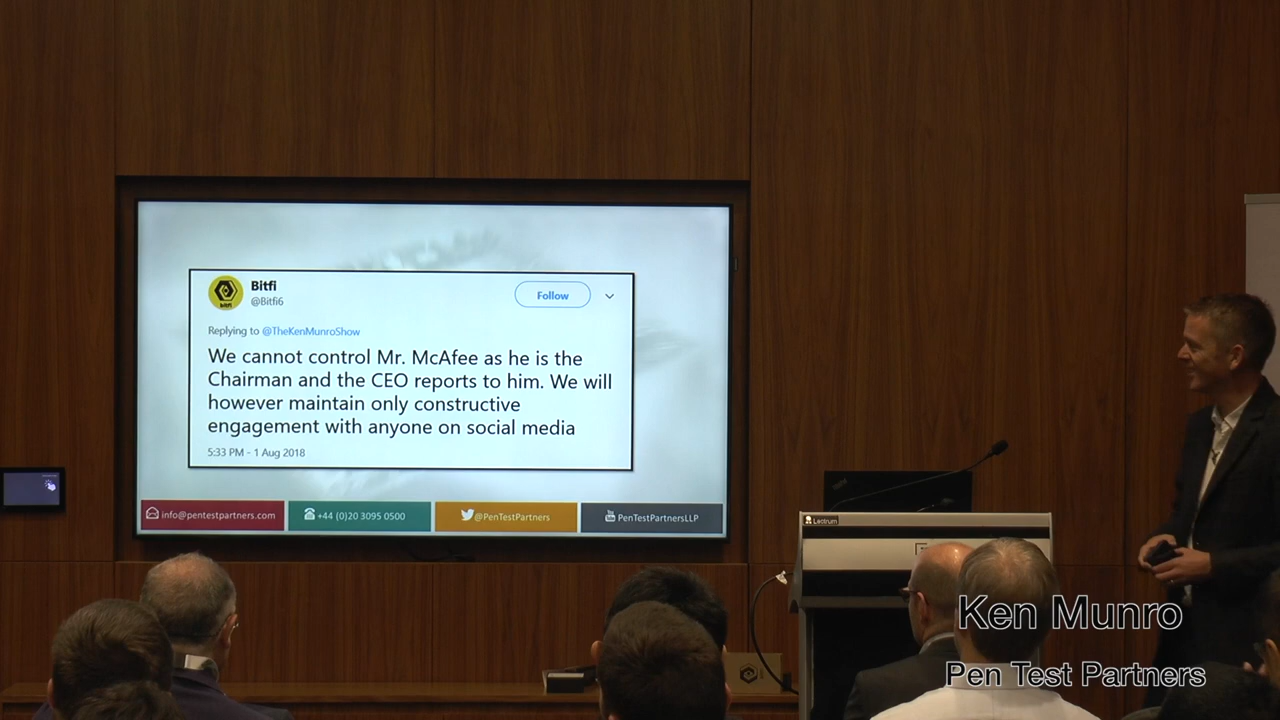 Bitfi
@Bitfi6
Follow
Replying to @TheKenMunroShow
We cannot control Mr. McAfee as he is the
Chairman and the CEO reports to him. We will
however maintain only constructive
engagement with anyone on social media
5:33 PM - 1 Aug 2018
info@pentestpartners.com
+44 (0)20 3095 0500
@PenTestPartners
PenTestPartnersLLP
Lectrum
Ken Munro
Pen Test Partners